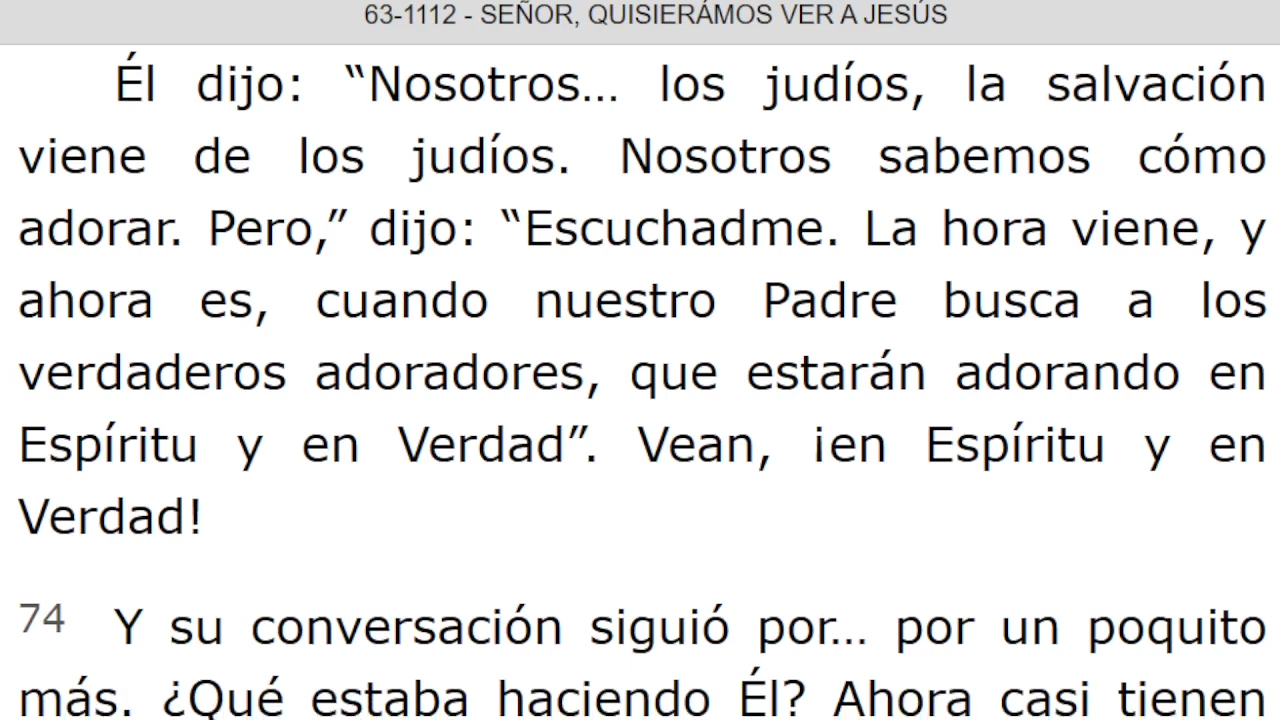 63-1112 - SEÑOR, QUISIERÁMOS VER A JESÚS
Él dijo: “Nosotros… los judíos, la salvación
viene de los judíos. Nosotros sabemos cómo
adorar. Pero,” dijo: “Escuchadme. La hora viene, y
ahora es, cuando nuestro Padre busca a los
verdaderos adoradores, que estarán adorando en
Espíritu y en Verdad”. Vean, ¡en Espíritu y en
Verdad!
74 Y su conversación siguió por… por un poquito
más. ¿Qué estaba haciendo Él? Ahora casi tienen